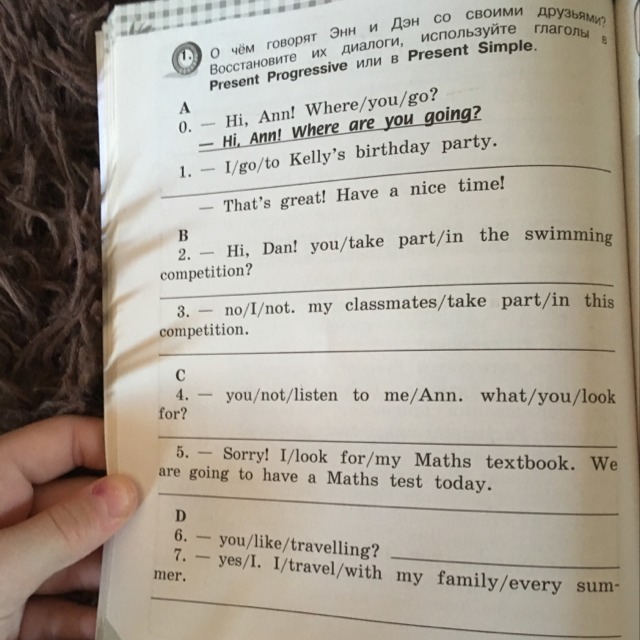 1. О чём говорят Энн и Дэн со своими друзьями?
Восстановите их диалоги, используйте глаголы в
Present Progressive или в Present Simple.
A
0. — Hi, Ann! Where/you/go?
— Hi, Ann! Where are you going?
1. — I/go/to Kelly's birthday party.
— That's great! Have a nice time!
B
2. — Hi, Dan! you/take part/in the swimming
competition?
3. — no/I/not. my classmates/take part/in this
competition.
C
4. — you/not/listen to me/Ann. what/you/look
for?
5. — Sorry! I/look for/my Maths textbook. We
are going to have a Maths test today.
D
6. — you/like/travelling?
7. — yes/I. I/travel/with my family/every sum-
mer.